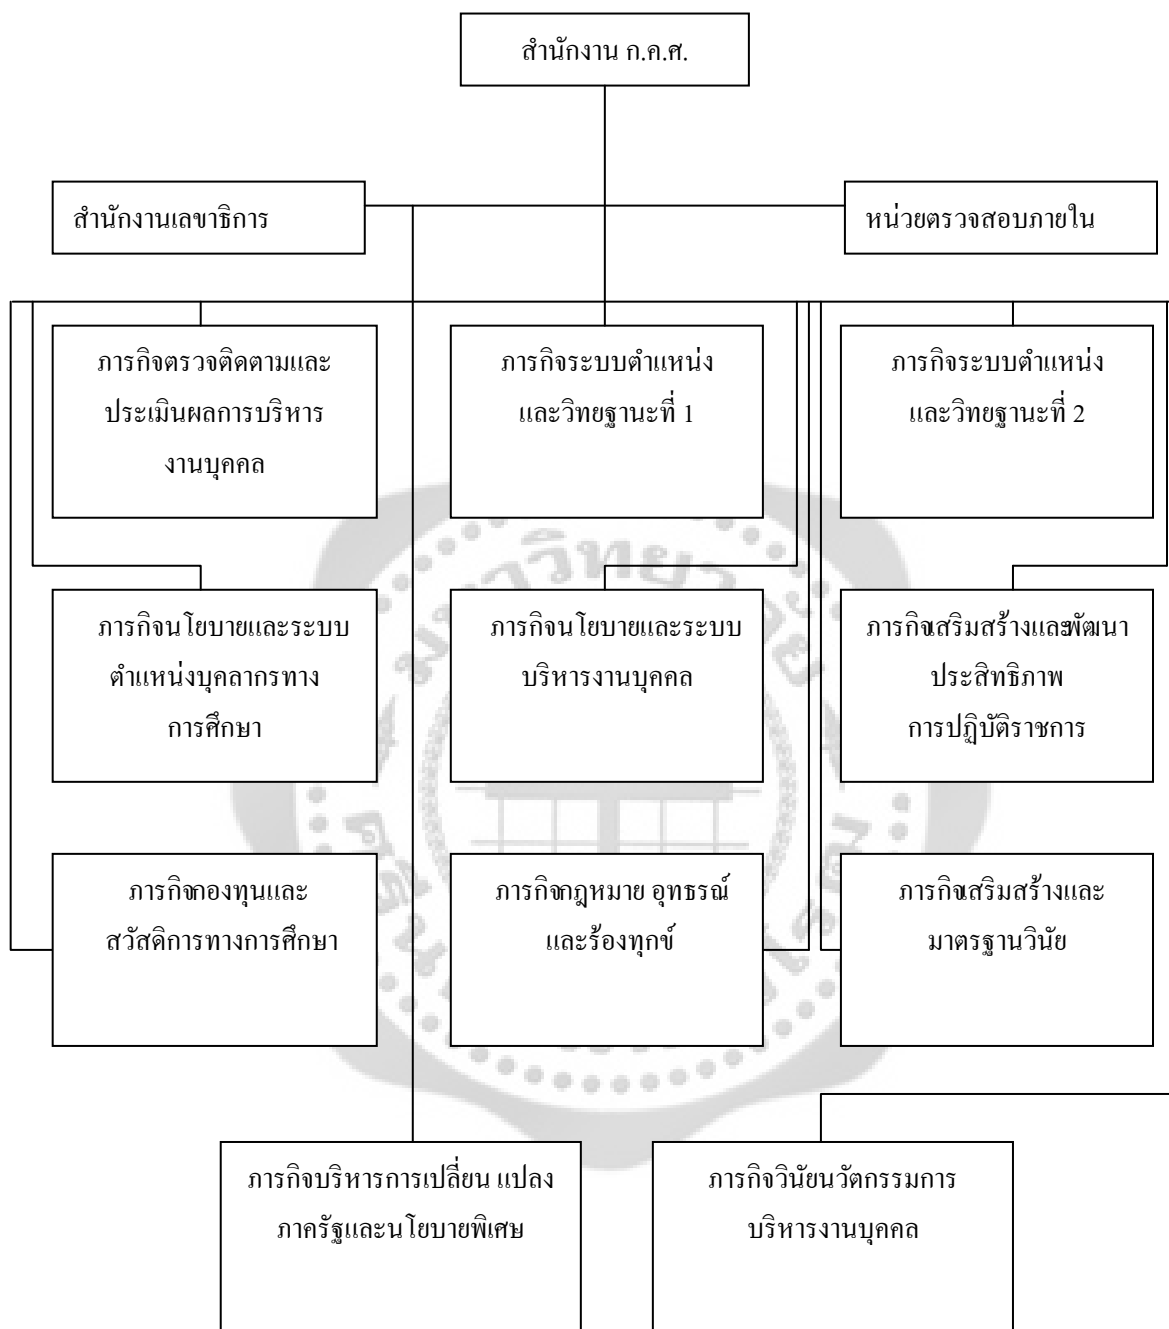 สำนักงาน ก.ค.ศ.
สำนักงานเลขาธิการ
หน่วยตรวจสอบภายใน
ภารกิจตรวจติดตามและ
ประเมินผลการบริหาร
งานบุคคล
ภารกิจระบบตำแหน่ง
และวิทยฐานะที่ 1
ภารกิจระบบตำแหน่ง
และวิทยฐานะที่ 2
ภารกิจนโยบายและระบบ
ตำแหน่งบุคลากรทาง
การศึกษา
ภารกิจนโยบายและระบบ
บริหารงานบุคคล
ภารกิจเสริมสร้างและพัฒนา
ประสิทธิภาพ
การปฏิบัติราชการ
ภารกิจกองทุนและ
สวัสดิการทางการศึกษา
ภารกิจกฎหมาย อุทธรณ์
และร้องทุกข์
ภารกิจเสริมสร้างและ
มาตรฐานวินัย
ภารกิจบริหารการเปลี่ยน แปลง
ภาครัฐและนโยบายพิเศษ
ภารกิจวินัยนวัตกรรมการ
บริหารงานบุคคล